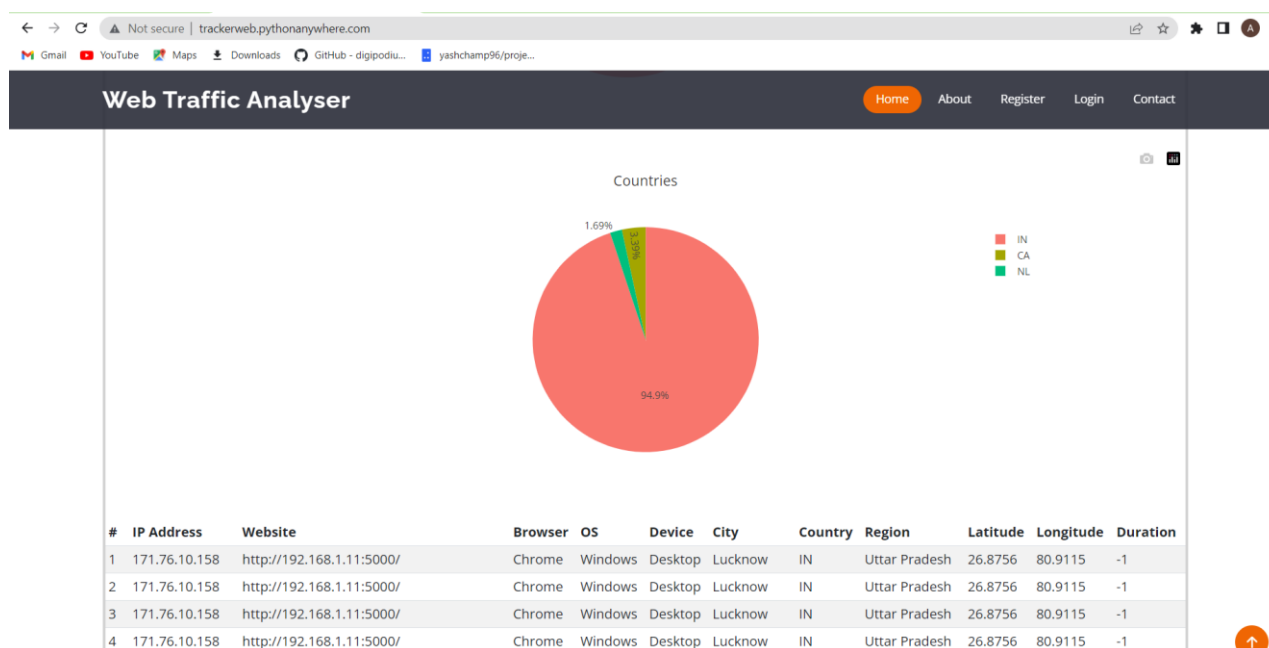 Not secure | trackerweb.pythonanywhere.com A
Gmail YouTube Maps Downloads GitHub - digipodiu... yashchamp96/proje...
Web Traffic Analyser Home About Register Login Contact
Countries
1.69%
3.39%
94.9%
IN
CA
NL
# IP Address Website Browser OS Device City Country Region Latitude Longitude Duration
1 171.76.10.158 http://192.168.1.11:5000/ Chrome Windows Desktop Lucknow IN Uttar Pradesh 26.8756 80.9115 -1
2 171.76.10.158 http://192.168.1.11:5000/ Chrome Windows Desktop Lucknow IN Uttar Pradesh 26.8756 80.9115 -1
3 171.76.10.158 http://192.168.1.11:5000/ Chrome Windows Desktop Lucknow IN Uttar Pradesh 26.8756 80.9115 -1
4 171.76.10.158 http://192.168.1.11:5000/ Chrome Windows Desktop Lucknow IN Uttar Pradesh 26.8756 80.9115 -1